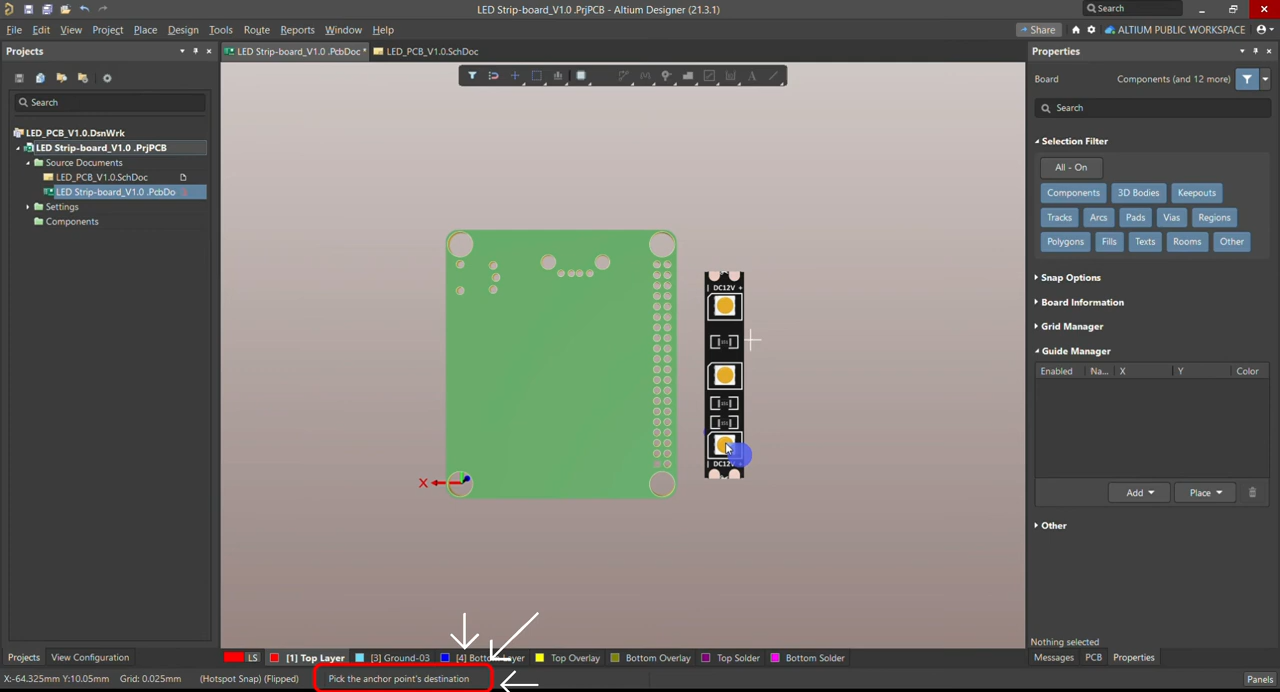 LED Strip-board_V1.0 .PrjPCB - Altium Designer (21.3.1)
Search
File Edit View Project Place Design Tools Route Reports Window Help
Share
ALTIUM PUBLIC WORKSPACE
Projects
LED Strip-board_V1.0 .PcbDoc *
LED_PCB_V1.0.SchDoc
Properties
Board
Components (and 12 more)
Search
Search
LED_PCB_V1.0.DsnWrk
LED Strip-board_V1.0 .PrjPCB
Source Documents
LED_PCB_V1.0.SchDoc
LED Strip-board_V1.0 .PcbDo
Settings
Components
Selection Filter
All - On
Components 3D Bodies Keepouts
Tracks Arcs Pads Vias Regions
Polygons Fills Texts Rooms Other
Snap Options
Board Information
Grid Manager
Guide Manager
Enabled Na... X Y Color
Add Place
Other
| DC12V +
| DC12V +
X
Nothing selected
Projects View Configuration
LS [1] Top Layer [3] Ground-03 [4] Bottom Layer Top Overlay Bottom Overlay Top Solder Bottom Solder
Messages PCB Properties
X:-64.325mm Y:10.05mm Grid: 0.025mm (Hotspot Snap) (Flipped) Pick the anchor point's destination
Panels